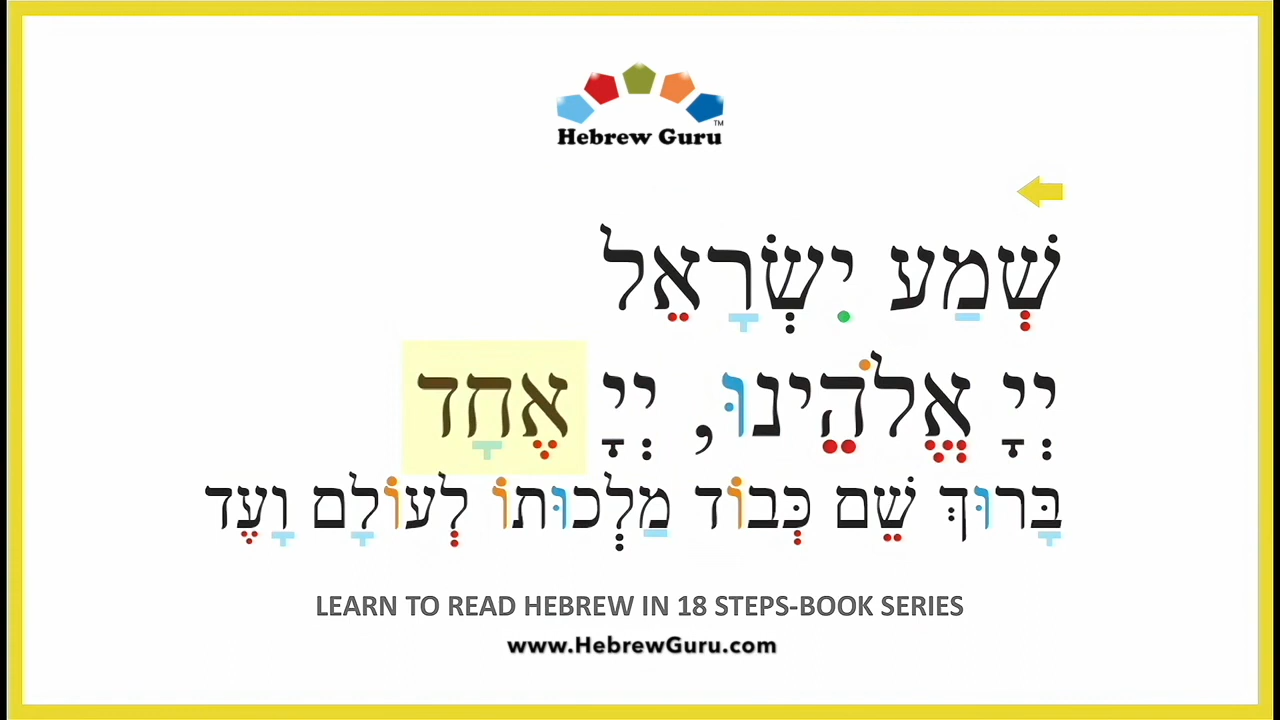 TM
Hebrew Guru
שְׁמַע יִשְׂרָאֵל
יְיָ אֱלֹהֵינוּ, יְיָ אֶחָד
בָּרוּךְ שֵׁם כְּבוֹד מַלְכוּתוֹ לְעוֹלָם וָעֶד
LEARN TO READ HEBREW IN 18 STEPS-BOOK SERIES
www.HebrewGuru.com